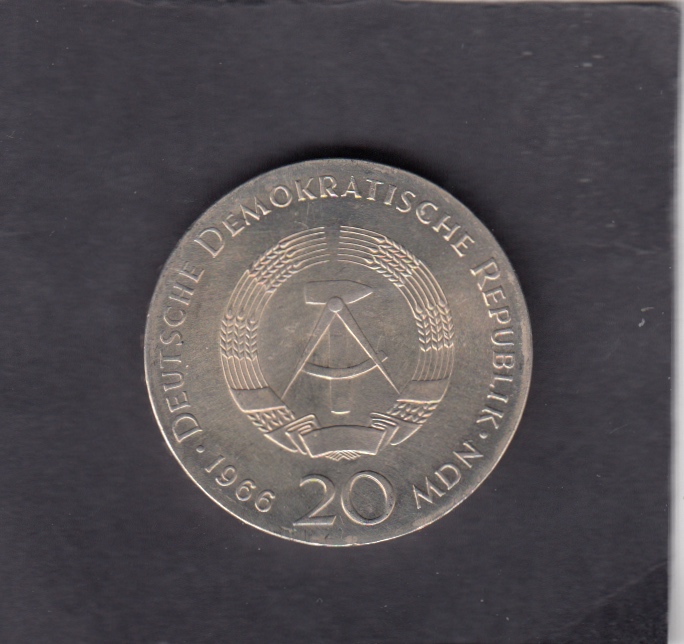 · DEUTSCHE DEMOKRATISCHE REPUBLIK ·
1966 20 MDN